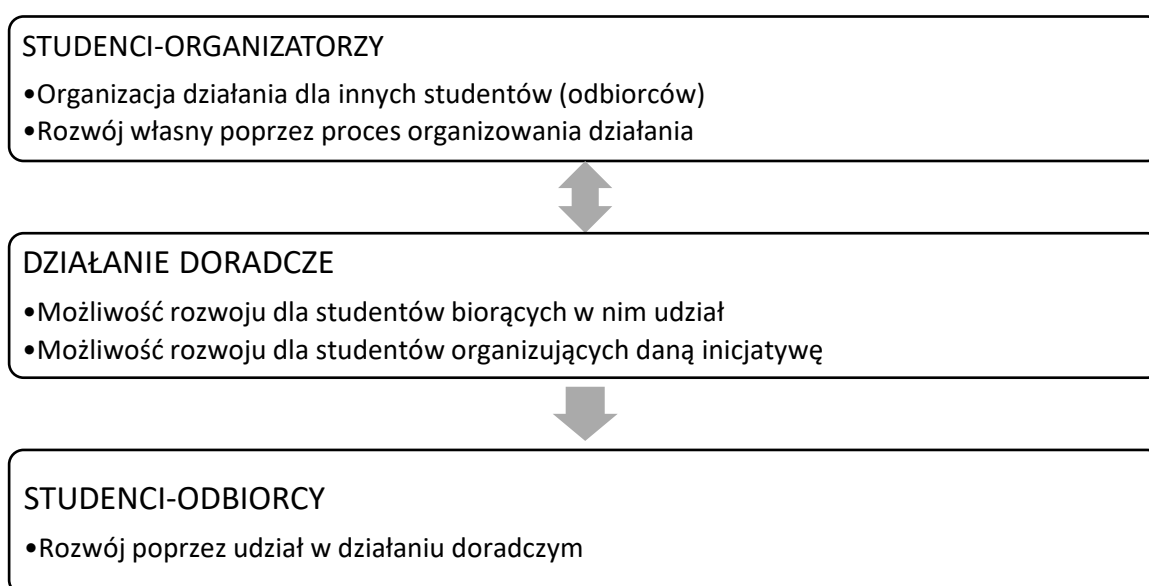 STUDENCI-ORGANIZATORZY
•Organizacja działania dla innych studentów (odbiorców)
•Rozwój własny poprzez proces organizowania działania
DZIAŁANIE DORADCZE
•Możliwość rozwoju dla studentów biorących w nim udział
•Możliwość rozwoju dla studentów organizujących daną inicjatywę
STUDENCI-ODBIORCY
•Rozwój poprzez udział w działaniu doradczym